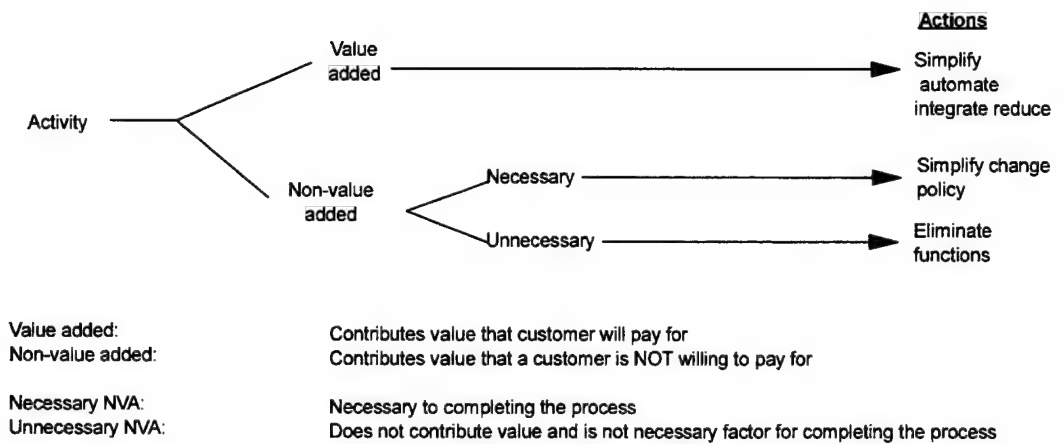 Actions
Value
added
Simplify
automate
integrate reduce
Activity
Non-value
added
Necessary
Simplify change
policy
Unnecessary
Eliminate
functions
Value added: Contributes value that customer will pay for
Non-value added: Contributes value that a customer is NOT willing to pay for
Necessary NVA: Necessary to completing the process
Unnecessary NVA: Does not contribute value and is not necessary factor for completing the process